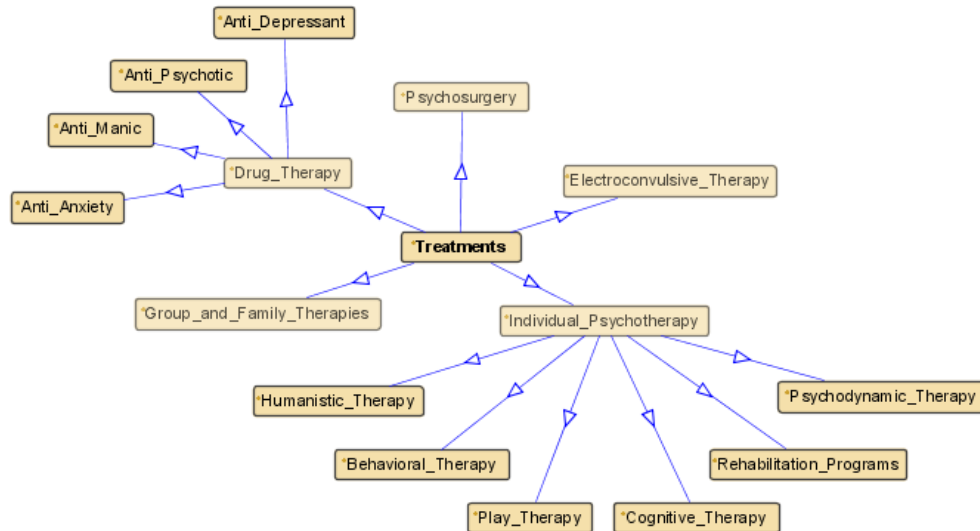 *Anti_Depressant
*Anti_Psychotic
*Psychosurgery
*Anti_Manic
*Drug_Therapy
*Electroconvulsive_Therapy
*Anti_Anxiety
*Treatments
*Group_and_Family_Therapies
*Individual_Psychotherapy
*Humanistic_Therapy
*Psychodynamic_Therapy
*Behavioral_Therapy
*Rehabilitation_Programs
*Play_Therapy
*Cognitive_Therapy